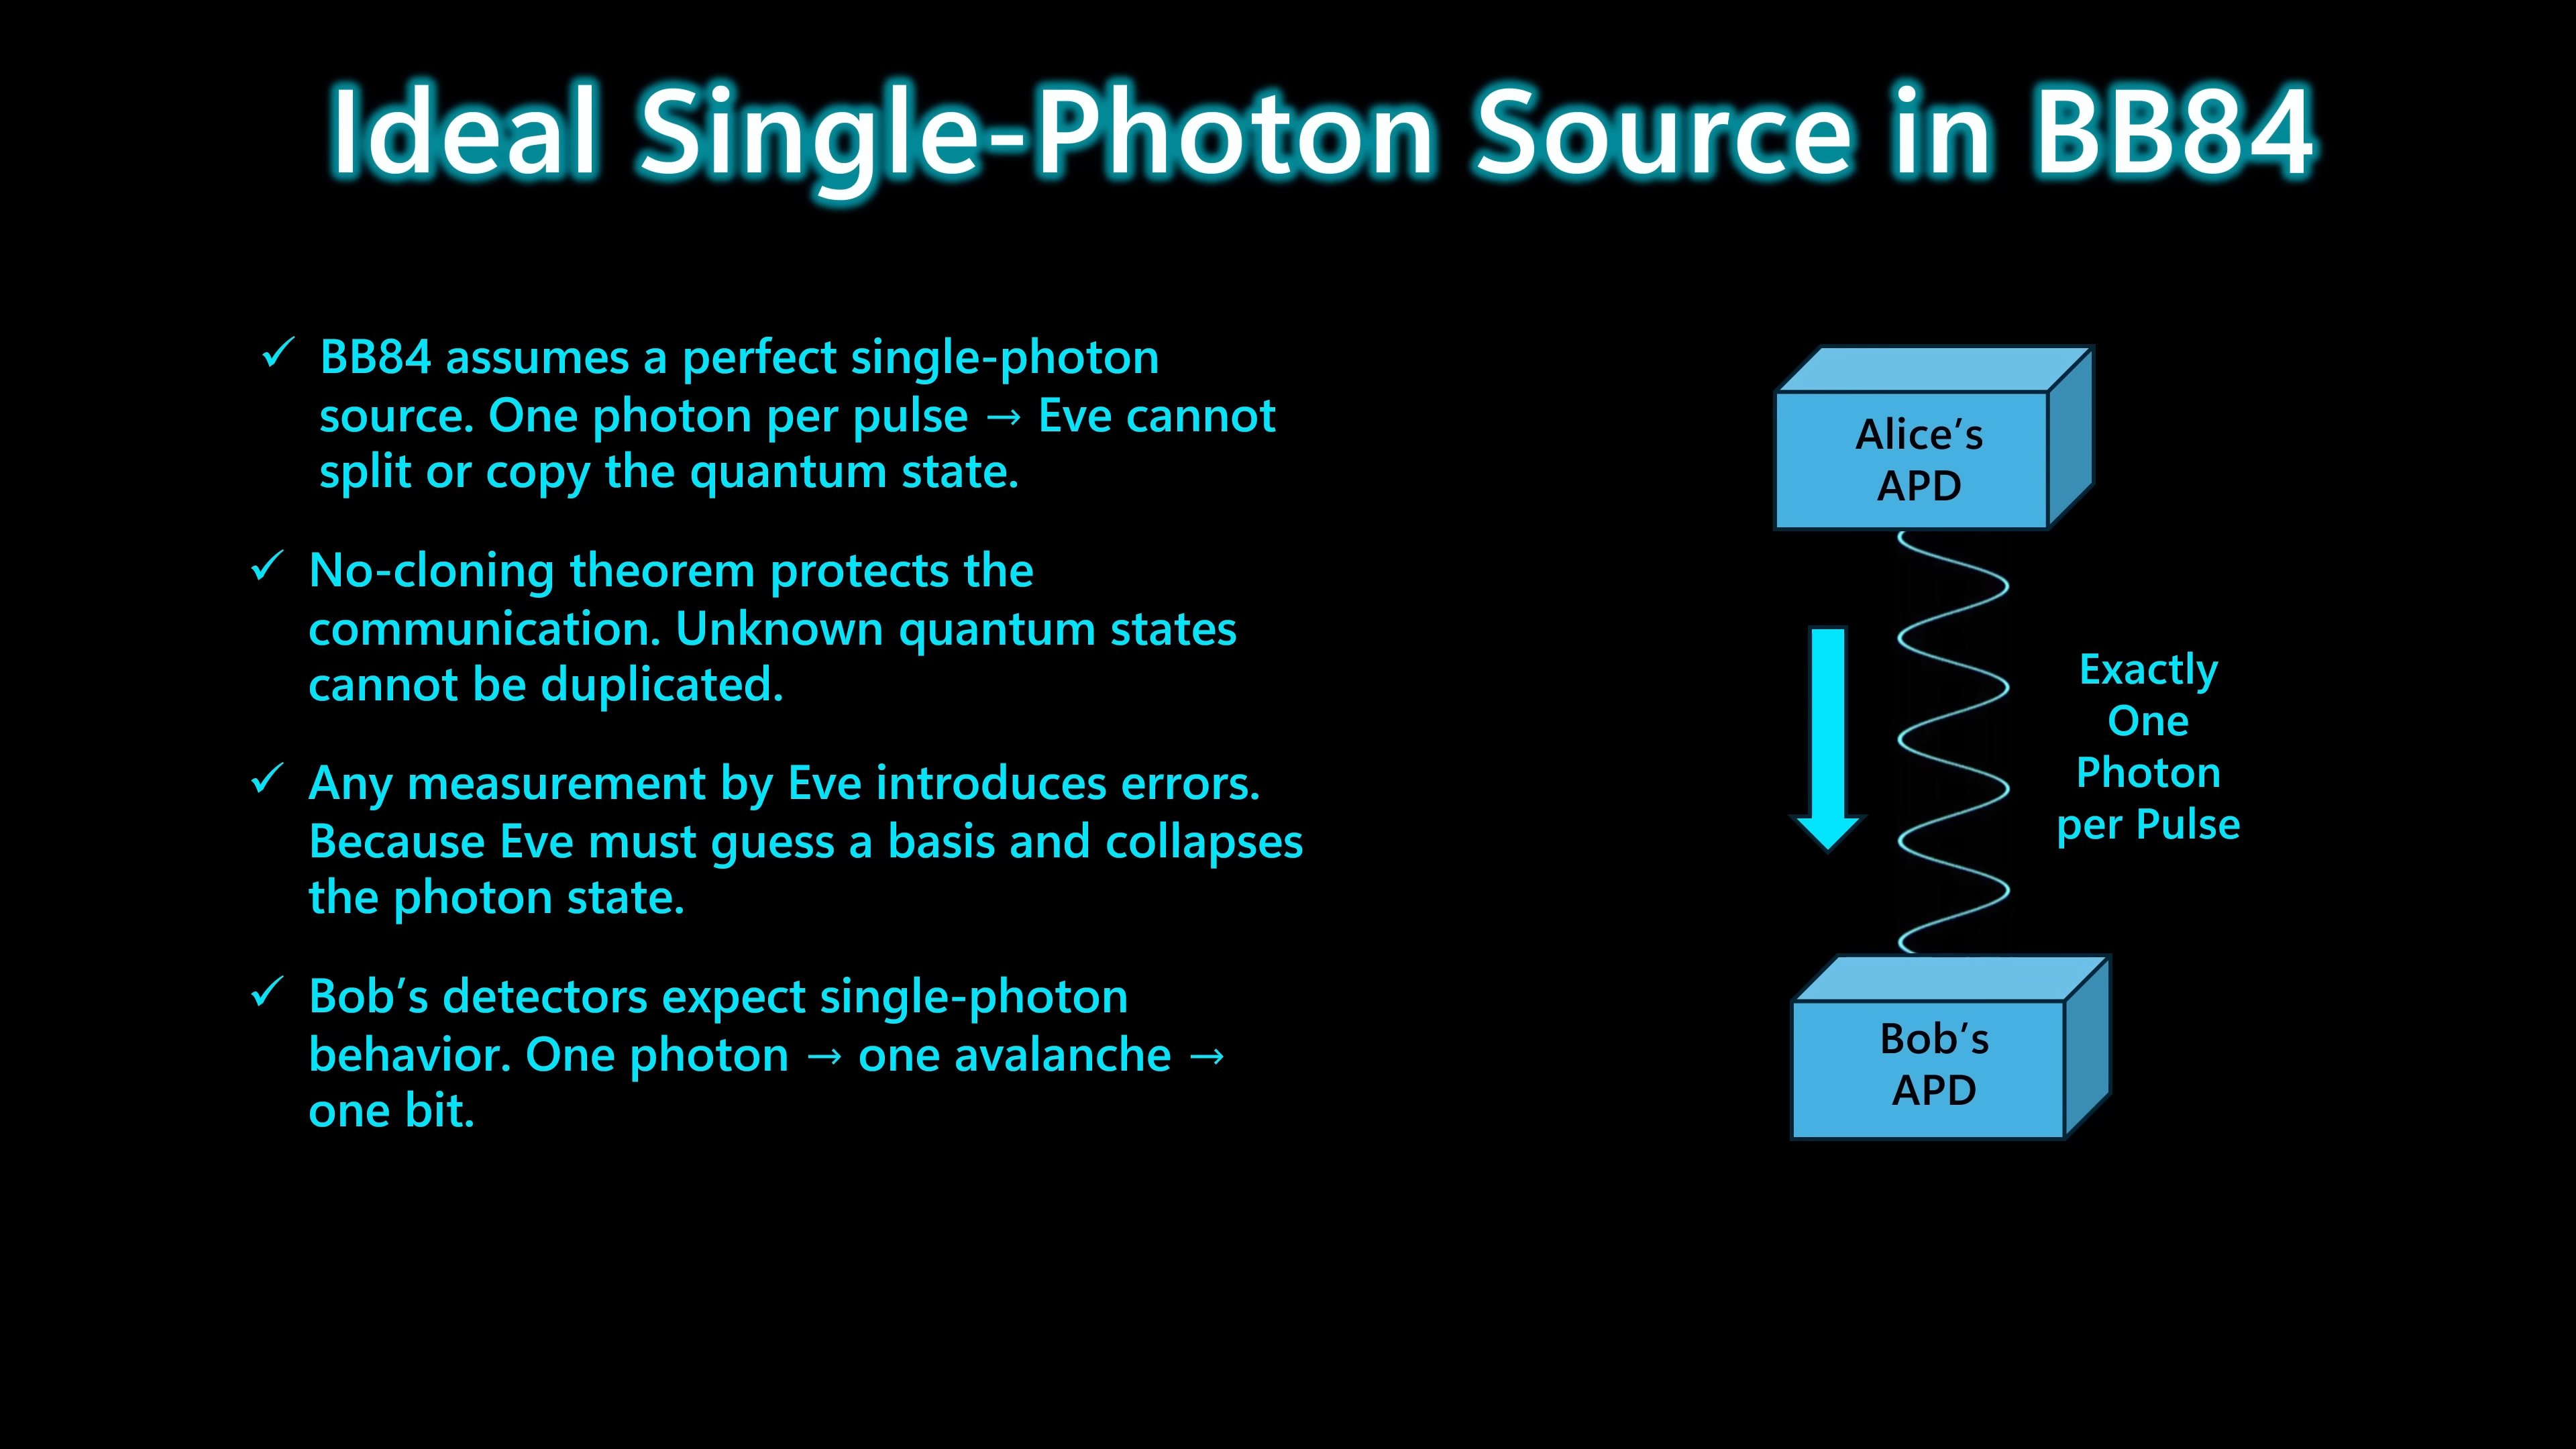 Ideal Single-Photon Source in BB84
✓ BB84 assumes a perfect single-photon
source. One photon per pulse → Eve cannot
split or copy the quantum state.
✓ No-cloning theorem protects the
communication. Unknown quantum states
cannot be duplicated.
✓ Any measurement by Eve introduces errors.
Because Eve must guess a basis and collapses
the photon state.
✓ Bob’s detectors expect single-photon
behavior. One photon → one avalanche →
one bit.
Alice’s
APD
Exactly
One
Photon
per Pulse
Bob’s
APD